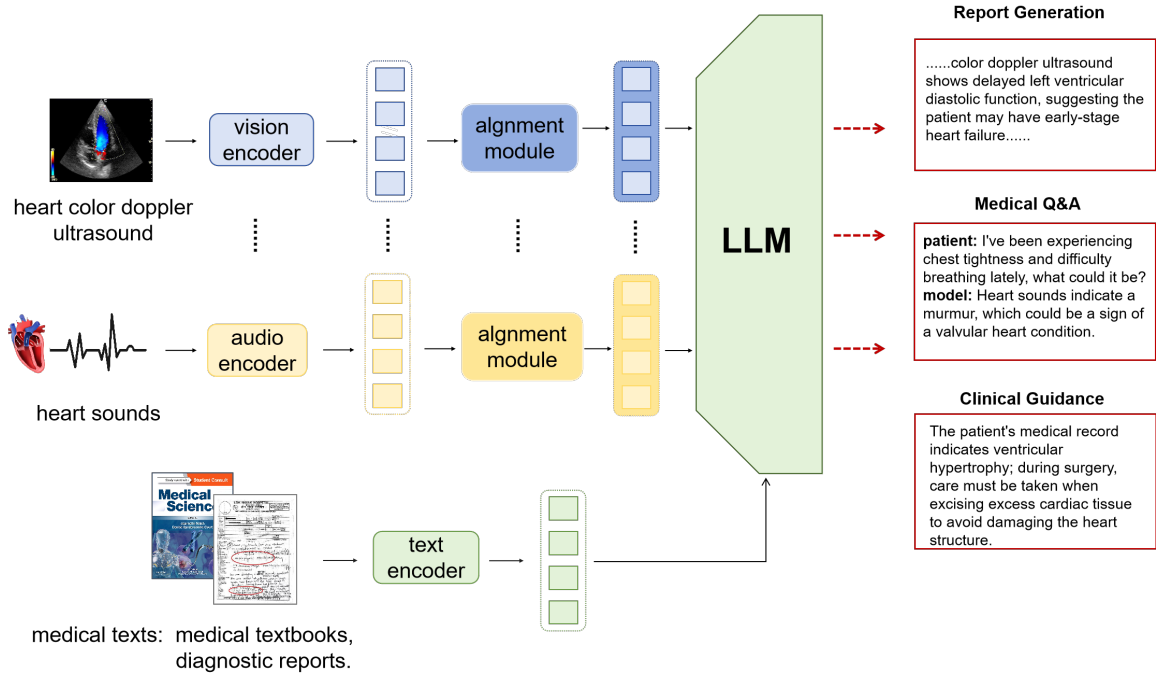 heart color doppler
ultrasound
vision
encoder
algnment
module
heart sounds
audio
encoder
algnment
module
Student Consult
Medical
Science
medical texts: medical textbooks,
diagnostic reports.
text
encoder
LLM
Report Generation
......color doppler ultrasound
shows delayed left ventricular
diastolic function, suggesting the
patient may have early-stage
heart failure......
Medical Q&A
patient: I've been experiencing
chest tightness and difficulty
breathing lately, what could it be?
model: Heart sounds indicate a
murmur, which could be a sign of
a valvular heart condition.
Clinical Guidance
The patient's medical record
indicates ventricular
hypertrophy; during surgery,
care must be taken when
excising excess cardiac tissue
to avoid damaging the heart
structure.